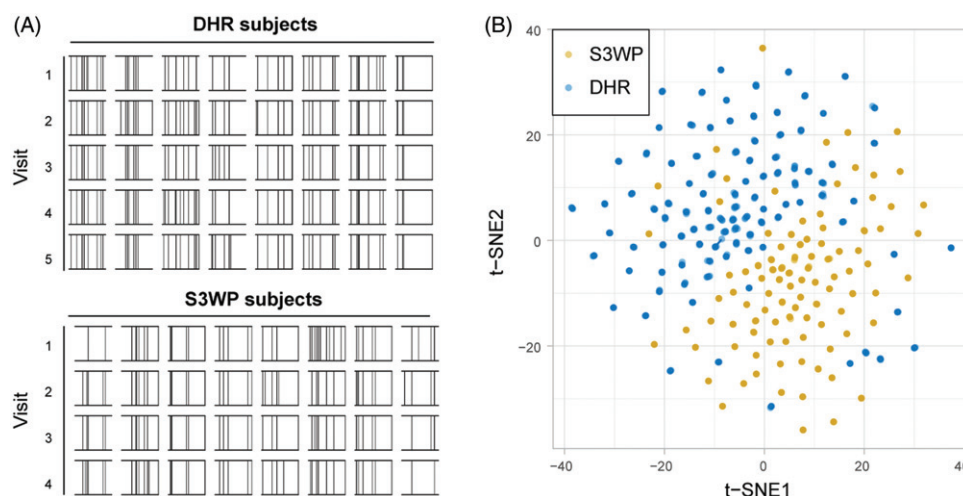 (A)
DHR subjects
Visit
1
2
3
4
5
S3WP subjects
Visit
1
2
3
4
(B)
S3WP
DHR
t-SNE2
40
20
0
−20
−40
−20
0
20
40
t-SNE1